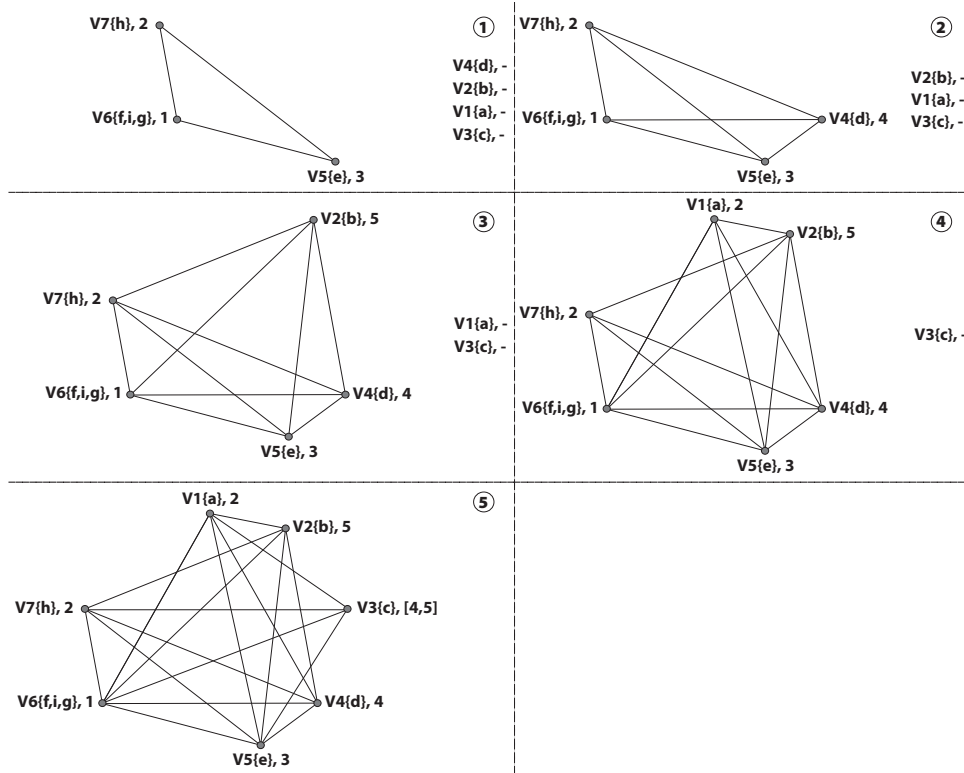 V7{h}, 2
①
V4{d}, -
V2{b}, -
V1{a}, -
V3{c}, -
V6{f,i,g}, 1
V5{e}, 3
V7{h}, 2
②
V2{b}, -
V1{a}, -
V3{c}, -
V6{f,i,g}, 1
V4{d}, 4
V5{e}, 3
V2{b}, 5
③
V7{h}, 2
V1{a}, -
V3{c}, -
V6{f,i,g}, 1
V4{d}, 4
V5{e}, 3
V1{a}, 2
④
V2{b}, 5
V7{h}, 2
V3{c}, -
V6{f,i,g}, 1
V4{d}, 4
V5{e}, 3
V1{a}, 2
⑤
V2{b}, 5
V7{h}, 2
V3{c}, [4,5]
V6{f,i,g}, 1
V4{d}, 4
V5{e}, 3